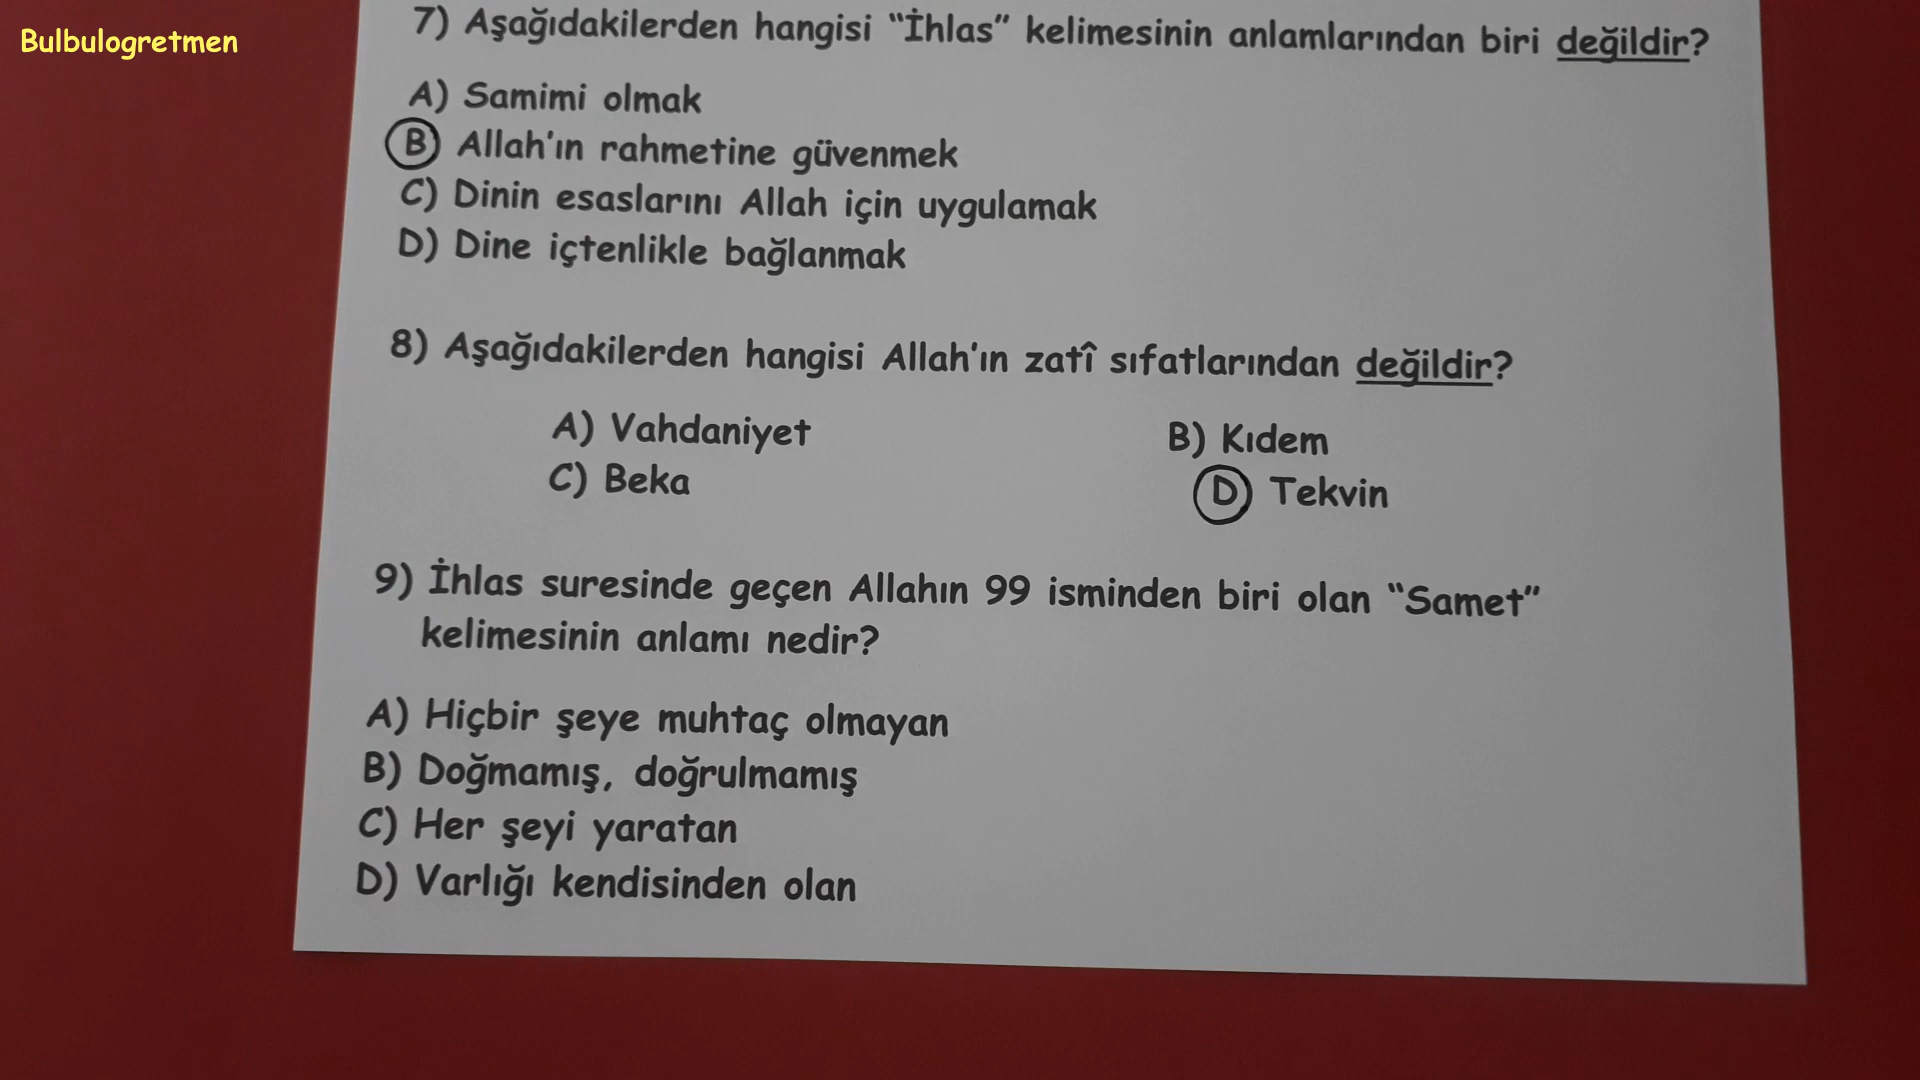 Bulbulogretmen
7) Aşağıdakilerden hangisi “İhlas” kelimesinin anlamlarından biri değildir?
A) Samimi olmak
B) Allah'ın rahmetine güvenmek
C) Dinin esaslarını Allah için uygulamak
D) Dine içtenlikle bağlanmak
8) Aşağıdakilerden hangisi Allah'ın zatî sıfatlarından değildir?
A) Vahdaniyet B) Kıdem
C) Beka D) Tekvin
9) İhlas suresinde geçen Allahın 99 isminden biri olan “Samet”
kelimesinin anlamı nedir?
A) Hiçbir şeye muhtaç olmayan
B) Doğmamış, doğrulmamış
C) Her şeyi yaratan
D) Varlığı kendisinden olan